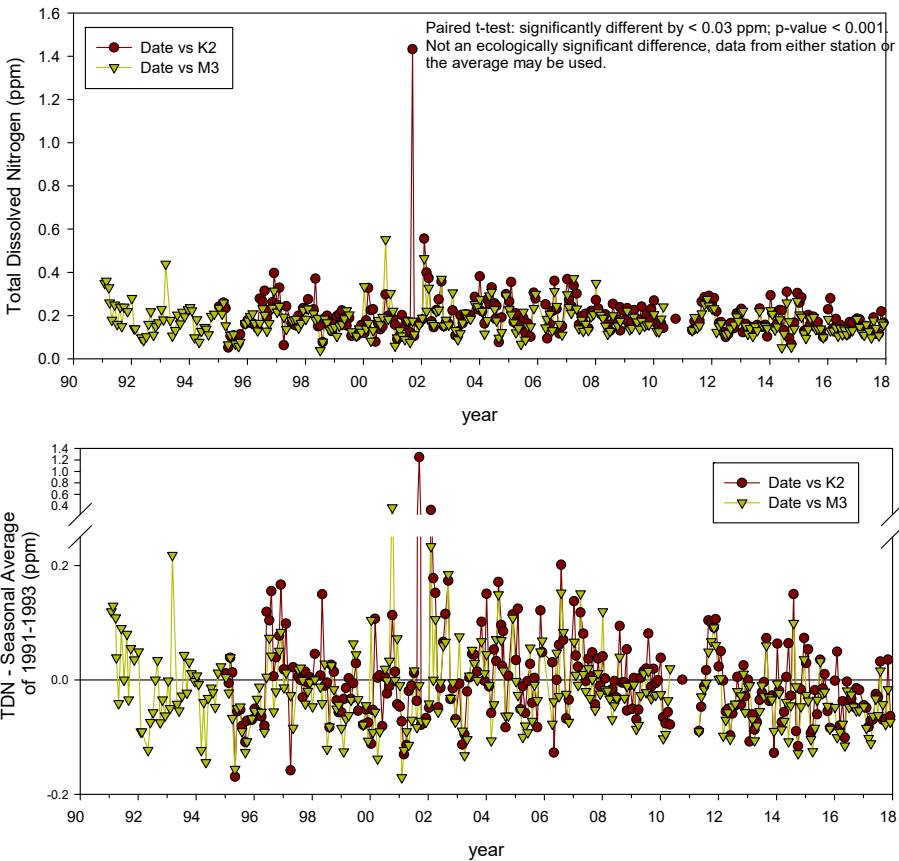 1.6
1.4
1.2
1.0
0.8
0.6
0.4
0.2
0.0
Total Dissolved Nitrogen (ppm)
Date vs K2
Date vs M3
Paired t-test: significantly different by < 0.03 ppm; p-value < 0.001.
Not an ecologically significant difference, data from either station or
the average may be used.
90 92 94 96 98 00 02 04 06 08 10 12 14 16 18
year
1.4
1.2
1.0
0.8
0.6
0.4
0.2
0.0
-0.2
TDN - Seasonal Average
of 1991-1993 (ppm)
Date vs K2
Date vs M3
90 92 94 96 98 00 02 04 06 08 10 12 14 16 18
year